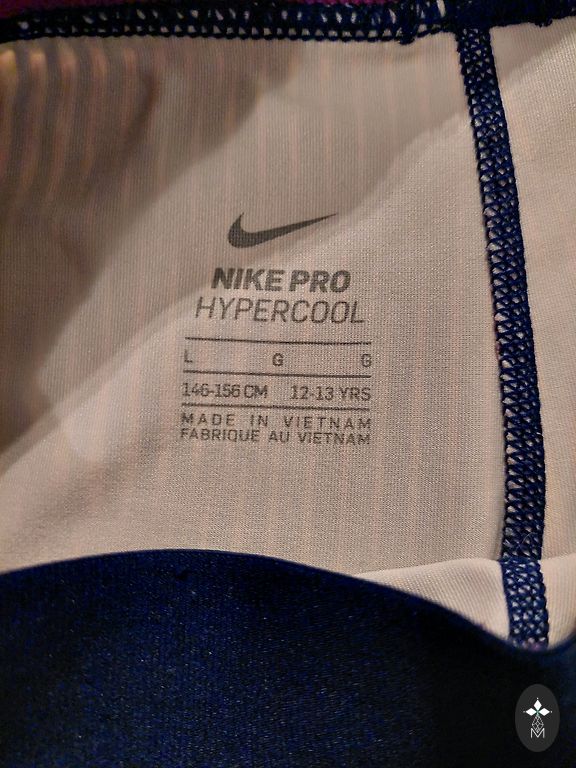 NIKE PRO
HYPERCOOL
L G G
146-156 CM 12-13 YRS
MADE IN VIETNAM
FABRIQUE AU VIETNAM
M